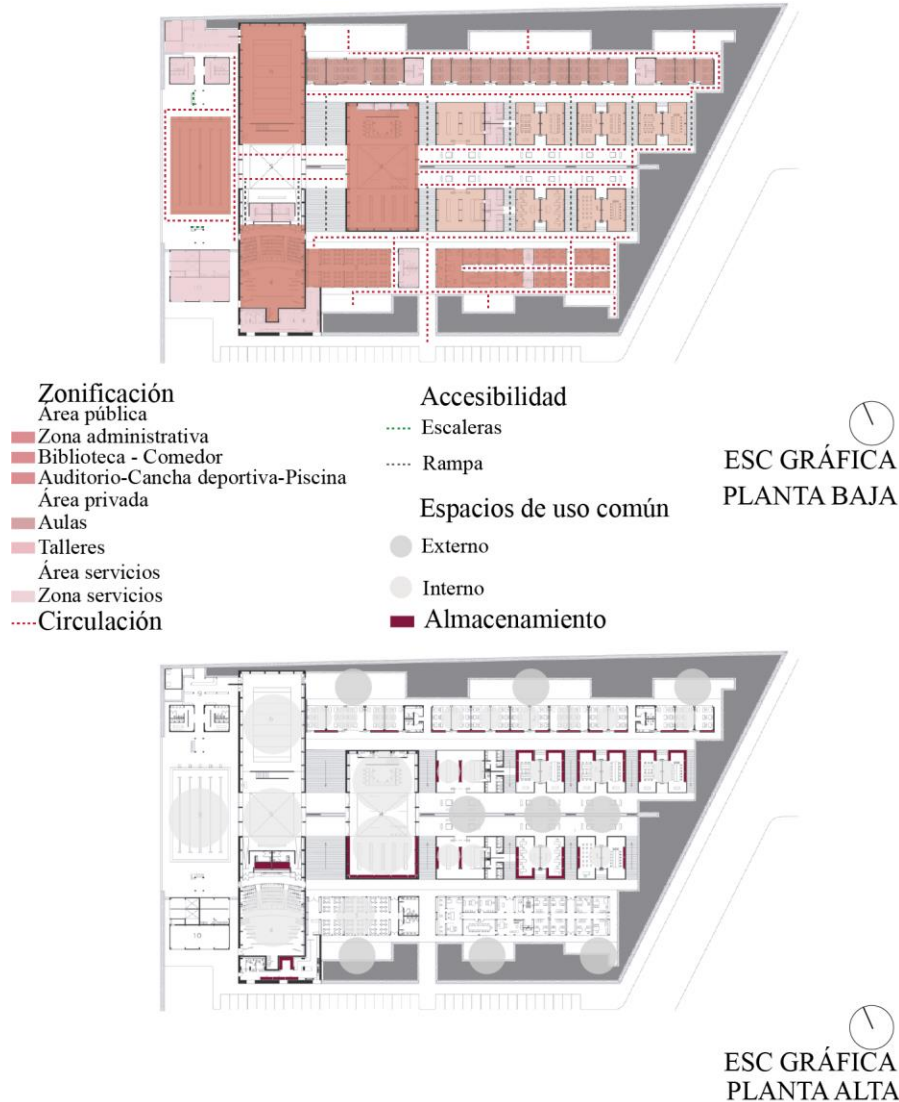 Zonificación
Área pública
Zona administrativa
Biblioteca - Comedor
Auditorio-Cancha deportiva-Piscina
Área privada
Aulas
Talleres
Área servicios
Zona servicios
Circulación
Accesibilidad
Escaleras
Rampa
Espacios de uso común
Externo
Interno
Almacenamiento
ESC GRÁFICA
PLANTA BAJA
10
ESC GRÁFICA
PLANTA ALTA